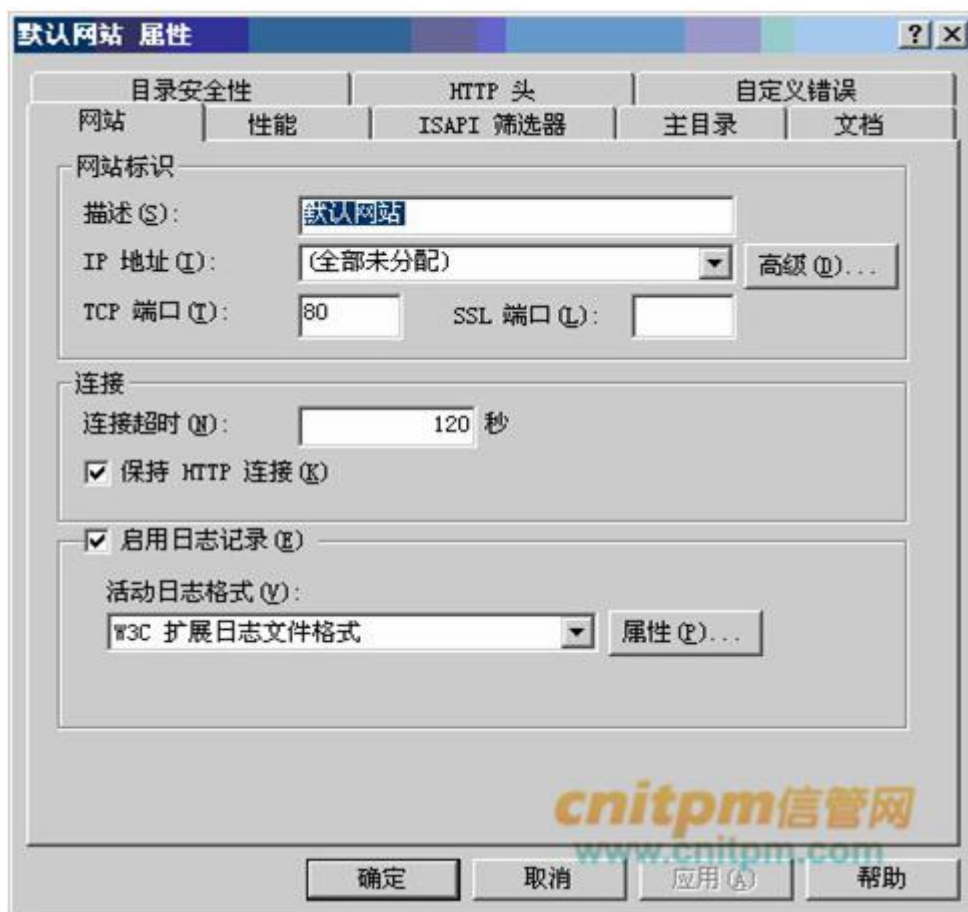 默认网站 属性
目录安全性 HTTP 头 自定义错误
网站 性能 ISAPI 筛选器 主目录 文档
网站标识
描述(S): 默认网站
IP 地址(I): (全部未分配) 高级(D)...
TCP 端口(T): 80 SSL 端口(L):
连接
连接超时(N): 120 秒
保持 HTTP 连接(K)
启用日志记录(E)
活动日志格式(V):
W3C 扩展日志文件格式 属性(P)...
cnitpm信管网
www.cnitpm.com
确定 取消 应用(A) 帮助